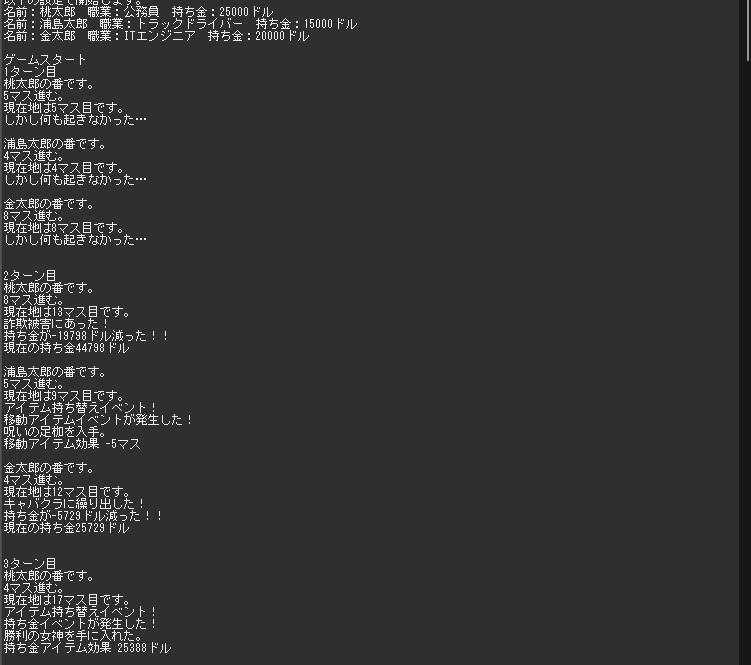 以下の設定で開始します。
名前：桃太郎　職業：公務員　持ち金：25000ドル
名前：浦島太郎　職業：トラックドライバー　持ち金：15000ドル
名前：金太郎　職業：ITエンジニア　持ち金：20000ドル
ゲームスタート
1ターン目
桃太郎の番です。
5マス進む。
現在地は5マス目です。
しかし何も起きなかった…
浦島太郎の番です。
4マス進む。
現在地は4マス目です。
しかし何も起きなかった…
金太郎の番です。
8マス進む。
現在地は8マス目です。
しかし何も起きなかった…
2ターン目
桃太郎の番です。
8マス進む。
現在地は13マス目です。
詐欺被害にあった！
持ち金が-19798ドル減った！！
現在の持ち金44798ドル
浦島太郎の番です。
5マス進む。
現在地は9マス目です。
アイテム持ち替えイベント！
移動アイテムイベントが発生した！
呪いの足枷を入手。
移動アイテム効果 -5マス
金太郎の番です。
4マス進む。
現在地は12マス目です。
キャバクラに繰り出した！
持ち金が-5729ドル減った！！
現在の持ち金25729ドル
3ターン目
桃太郎の番です。
4マス進む。
現在地は17マス目です。
アイテム持ち替えイベント！
持ち金イベントが発生した！
勝利の女神を手に入れた。
持ち金アイテム効果 25388ドル